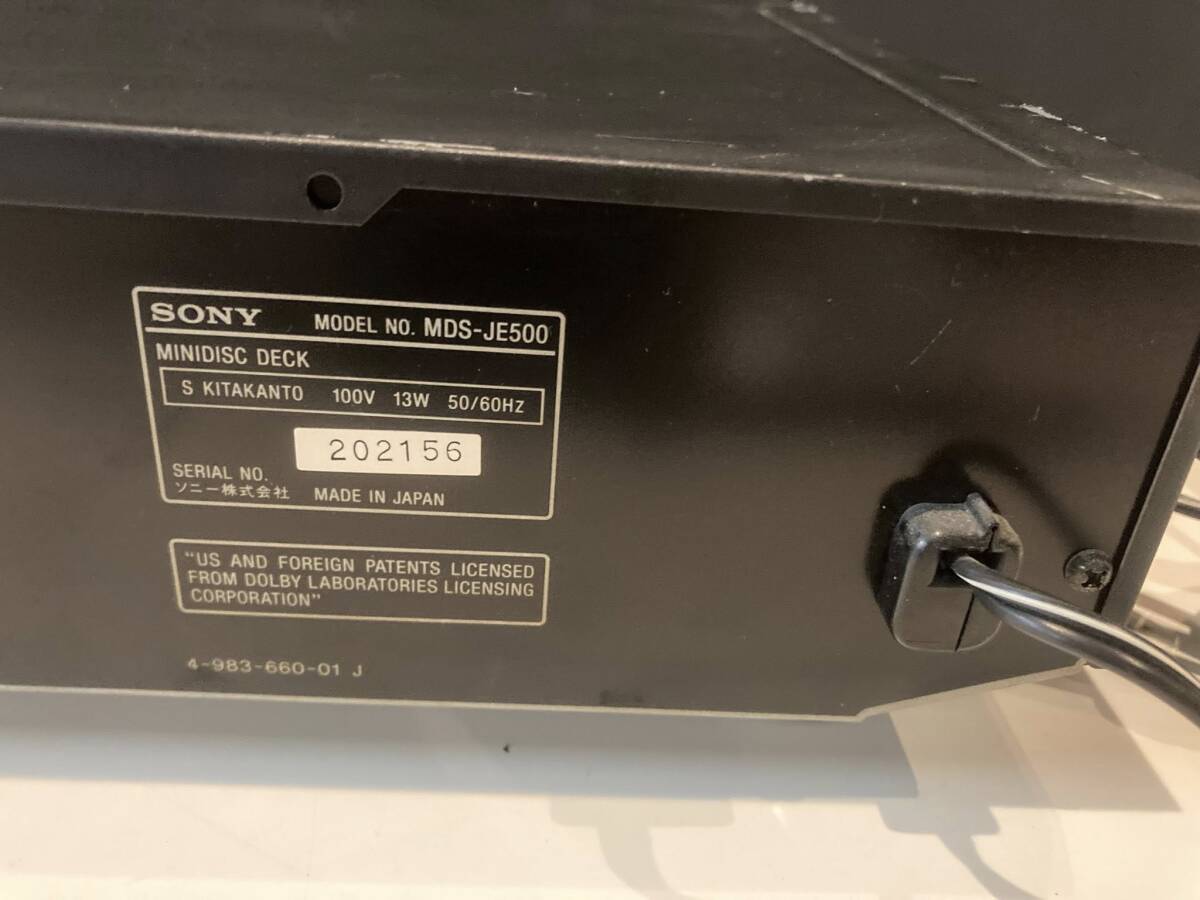 SONY MODEL NO. MDS-JE500
MINIDISC DECK
S KITAKANTO 100V 13W 50/60Hz
202156
SERIAL NO.
ソニー株式会社 MADE IN JAPAN
"US AND FOREIGN PATENTS LICENSED
FROM DOLBY LABORATORIES LICENSING
CORPORATION"
4-983-660-01 J